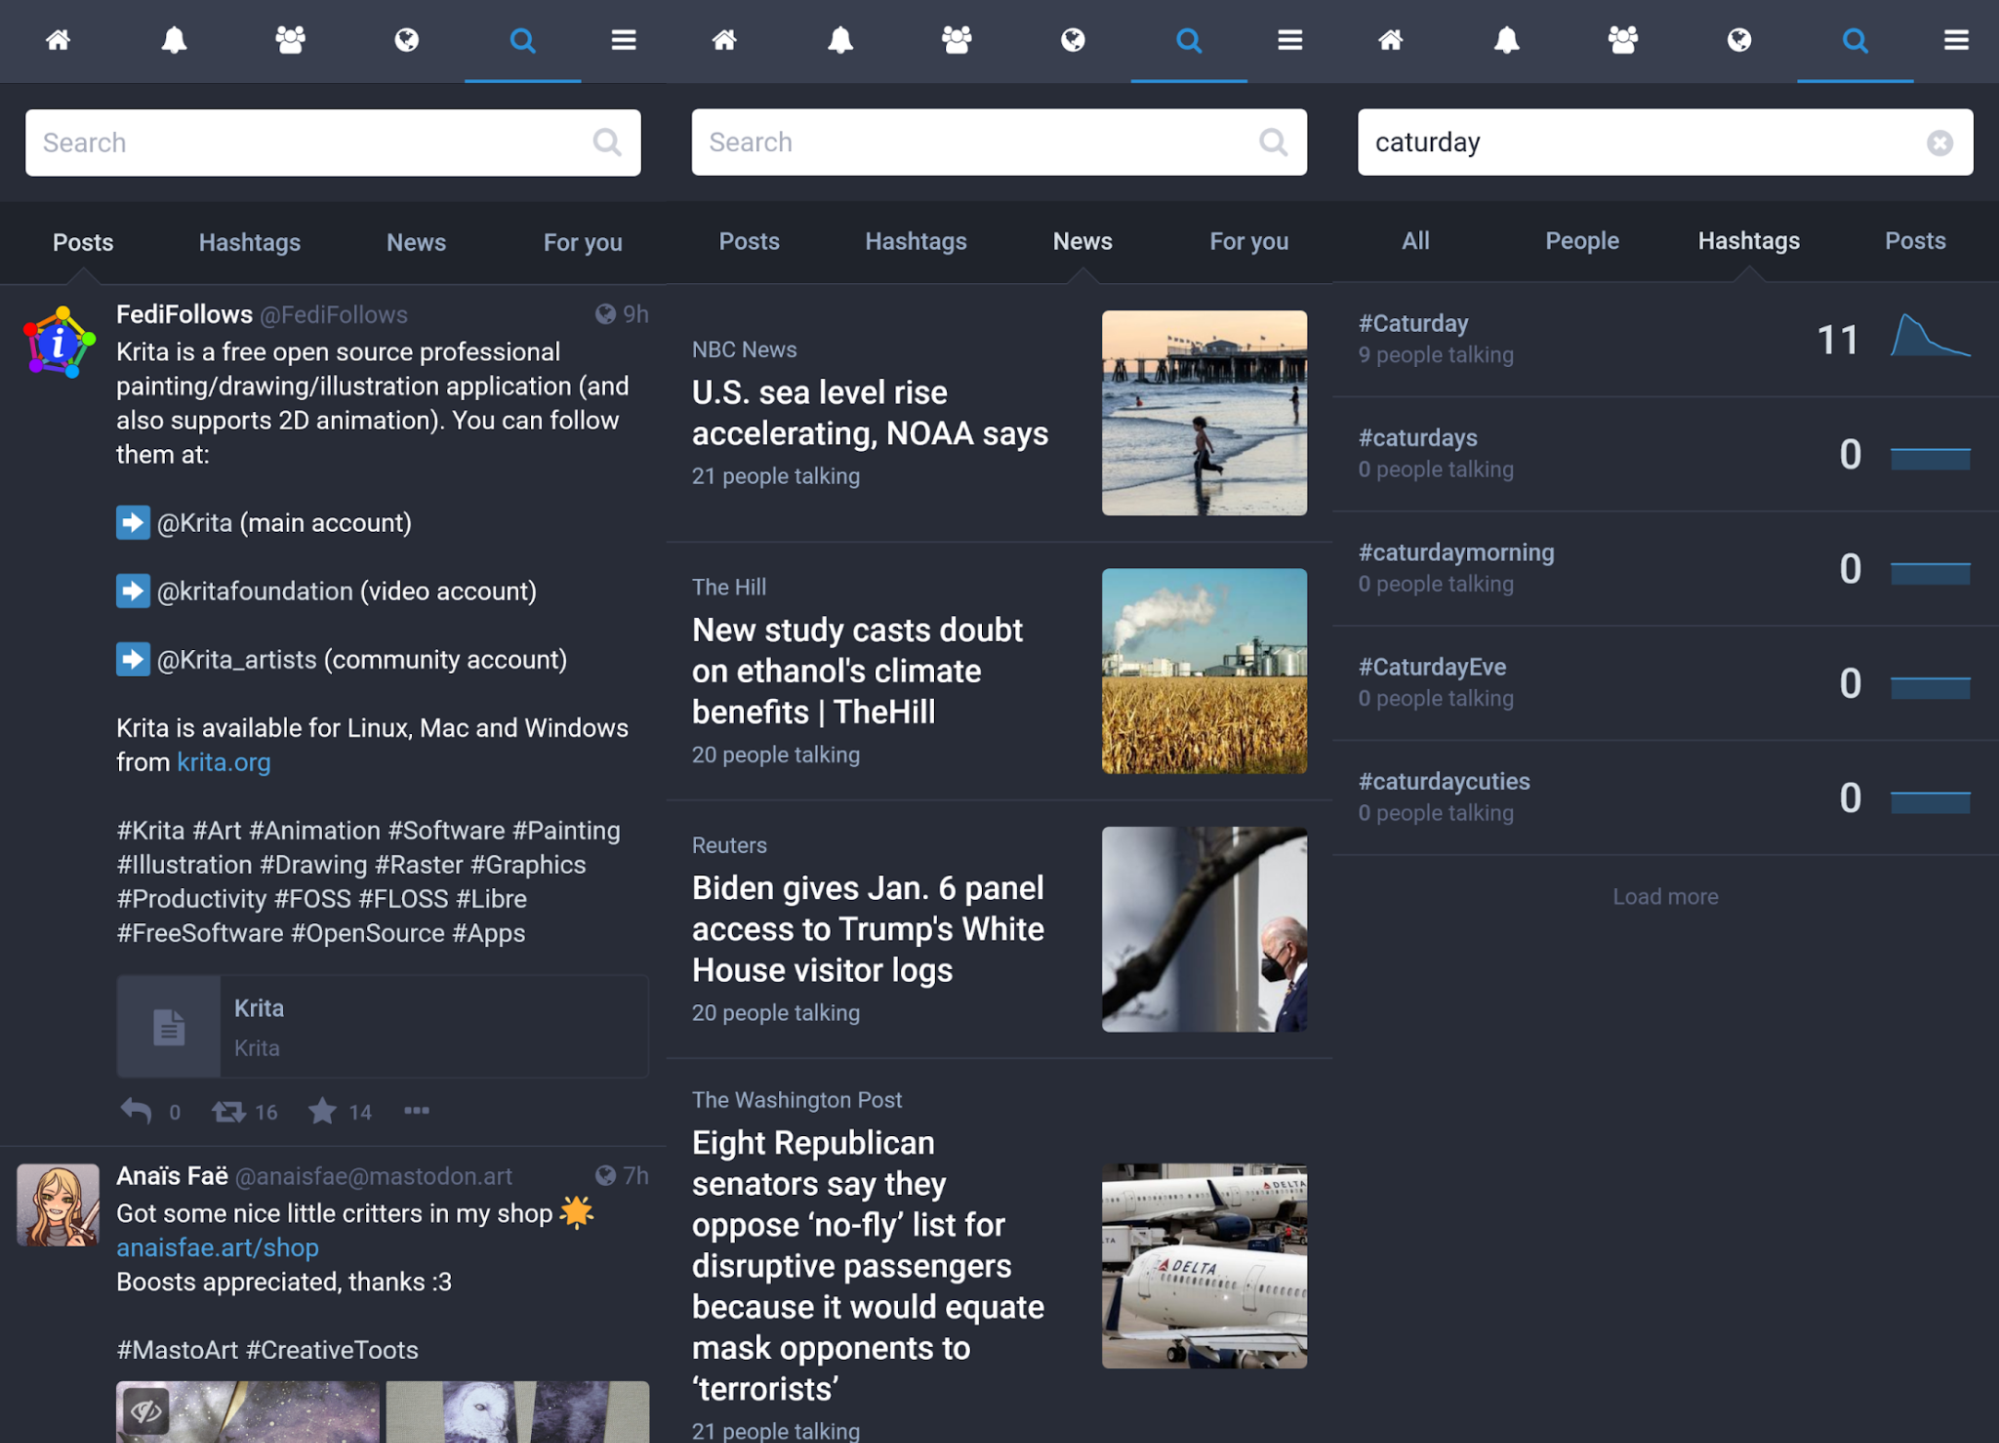 Search
Posts Hashtags News For you
FediFollows @FediFollows 9h
Krita is a free open source professional
painting/drawing/illustration application (and
also supports 2D animation). You can follow
them at:
@Krita (main account)
@kritafoundation (video account)
@Krita_artists (community account)
Krita is available for Linux, Mac and Windows
from krita.org
#Krita #Art #Animation #Software #Painting
#Illustration #Drawing #Raster #Graphics
#Productivity #FOSS #FLOSS #Libre
#FreeSoftware #OpenSource #Apps
Krita
Krita
0 16 14
Anaïs Faë @anaisfae@mastodon.art 7h
Got some nice little critters in my shop
anaisfae.art/shop
Boosts appreciated, thanks :3
#MastoArt #CreativeToots
Search
Posts Hashtags News For you
NBC News
U.S. sea level rise
accelerating, NOAA says
21 people talking
The Hill
New study casts doubt
on ethanol's climate
benefits | TheHill
20 people talking
Reuters
Biden gives Jan. 6 panel
access to Trump's White
House visitor logs
20 people talking
The Washington Post
Eight Republican
senators say they
oppose ‘no-fly’ list for
disruptive passengers
because it would equate
mask opponents to
‘terrorists’
21 people talking
DELTA
DELTA
caturday
All People Hashtags Posts
#Caturday
9 people talking
11
#caturdays
0 people talking
0
#caturdaymorning
0 people talking
0
#CaturdayEve
0 people talking
0
#caturdaycuties
0 people talking
0
Load more